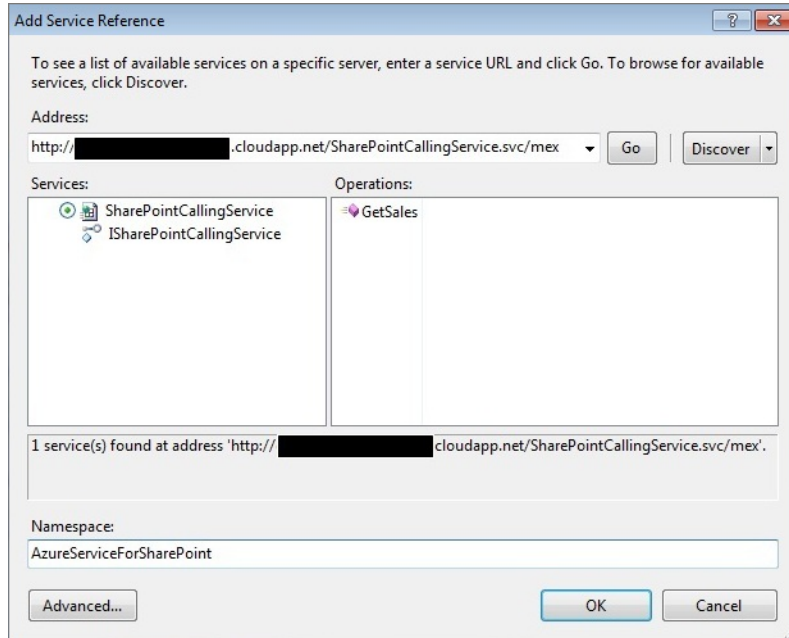 Add Service Reference
To see a list of available services on a specific server, enter a service URL and click Go. To browse for available
services, click Discover.
Address:
http:// .cloudapp.net/SharePointCallingService.svc/mex Go Discover
Services: Operations:
SharePointCallingService GetSales
ISharePointCallingService
1 service(s) found at address 'http:// cloudapp.net/SharePointCallingService.svc/mex'.
Namespace:
AzureServiceForSharePoint
Advanced... OK Cancel